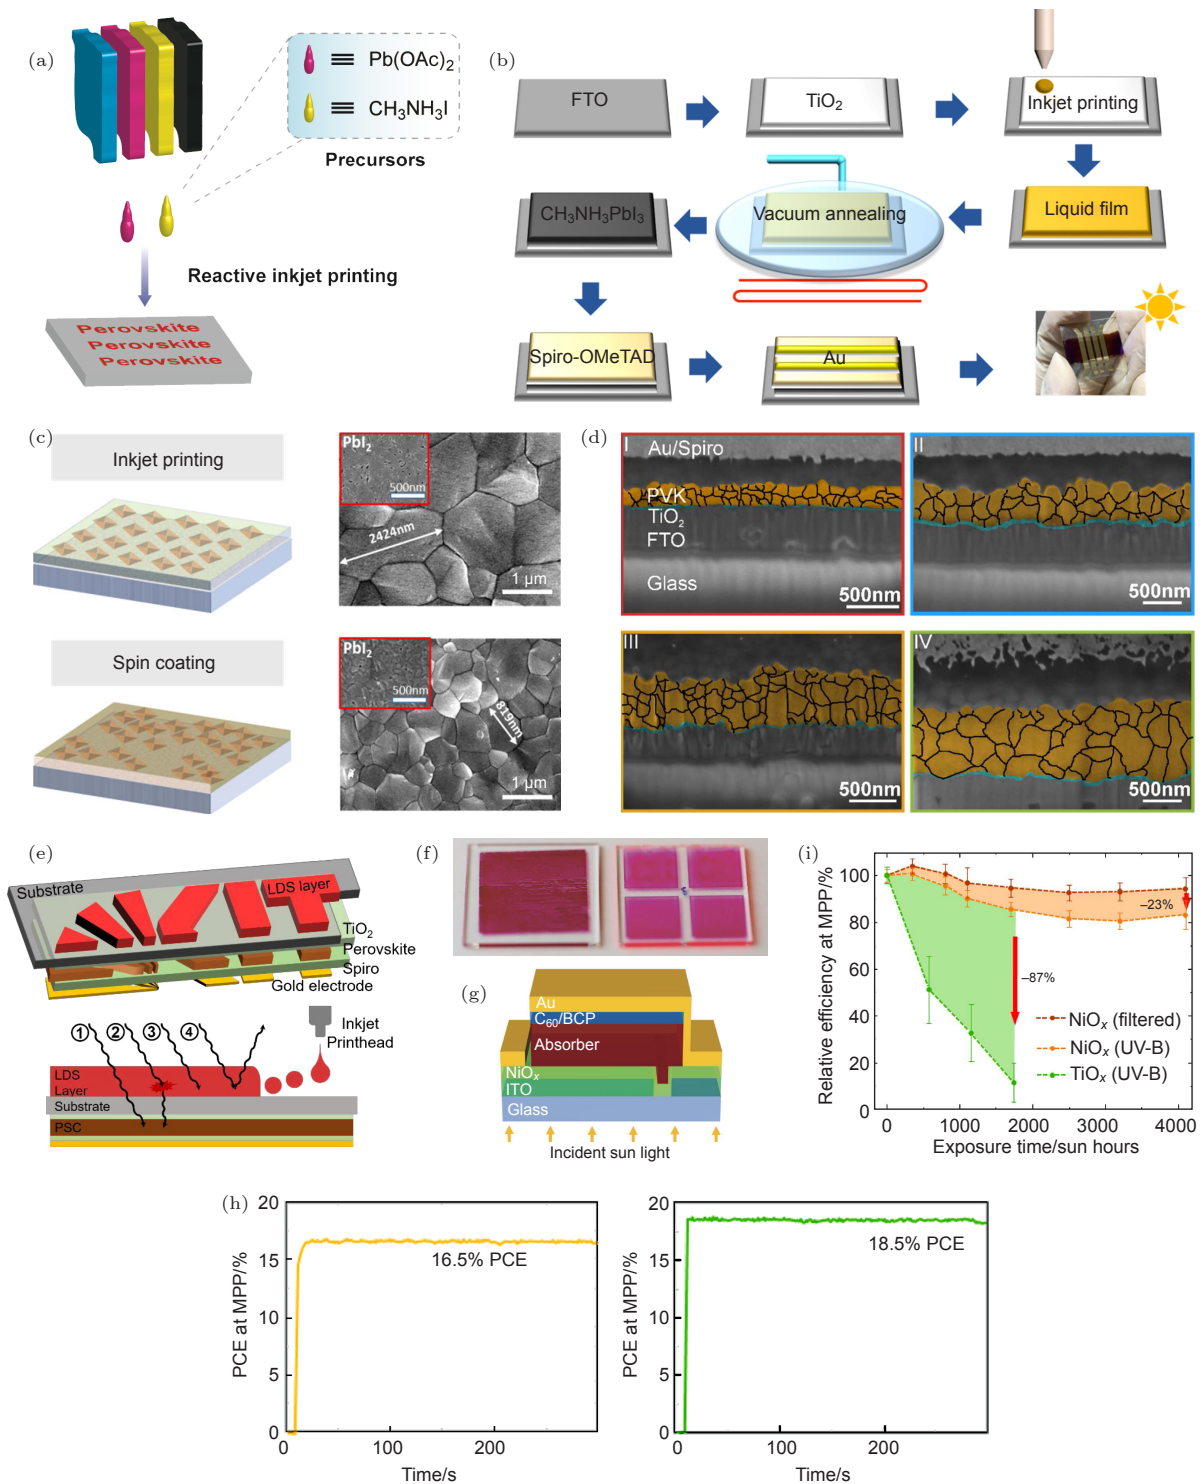 (a)
Pb(OAc)₂
CH₃NH₃I
Precursors
Reactive inkjet printing
Perovskite
Perovskite
Perovskite
(b)
FTO
TiO₂
Inkjet printing
CH₃NH₃PbI₃
Vacuum annealing
Liquid film
Spiro-OMeTAD
Au
(c)
Inkjet printing
PbI₂
500nm
2424nm
1 μm
Spin coating
PbI₂
500nm
819nm
1 μm
(d)
I
Au/Spiro
PVK
TiO₂
FTO
Glass
500nm
II
500nm
III
500nm
IV
500nm
(e)
Substrate
LDS layer
TiO₂
Perovskite
Spiro
Gold electrode
1 2 3 4
Inkjet
Printhead
LDS
Layer
Substrate
PSC
(f)
(g)
Au
C₆₀/BCP
Absorber
NiOₓ
ITO
Glass
Incident sun light
(i)
Relative efficiency at MPP/%
100
80
60
40
20
0
–23%
–87%
NiOₓ (filtered)
NiOₓ (UV-B)
TiOₓ (UV-B)
0 1000 2000 3000 4000
Exposure time/sun hours
(h)
PCE at MPP/%
20
15
10
5
0
16.5% PCE
0 100 200
Time/s
PCE at MPP/%
20
15
10
5
0
18.5% PCE
0 100 200
Time/s